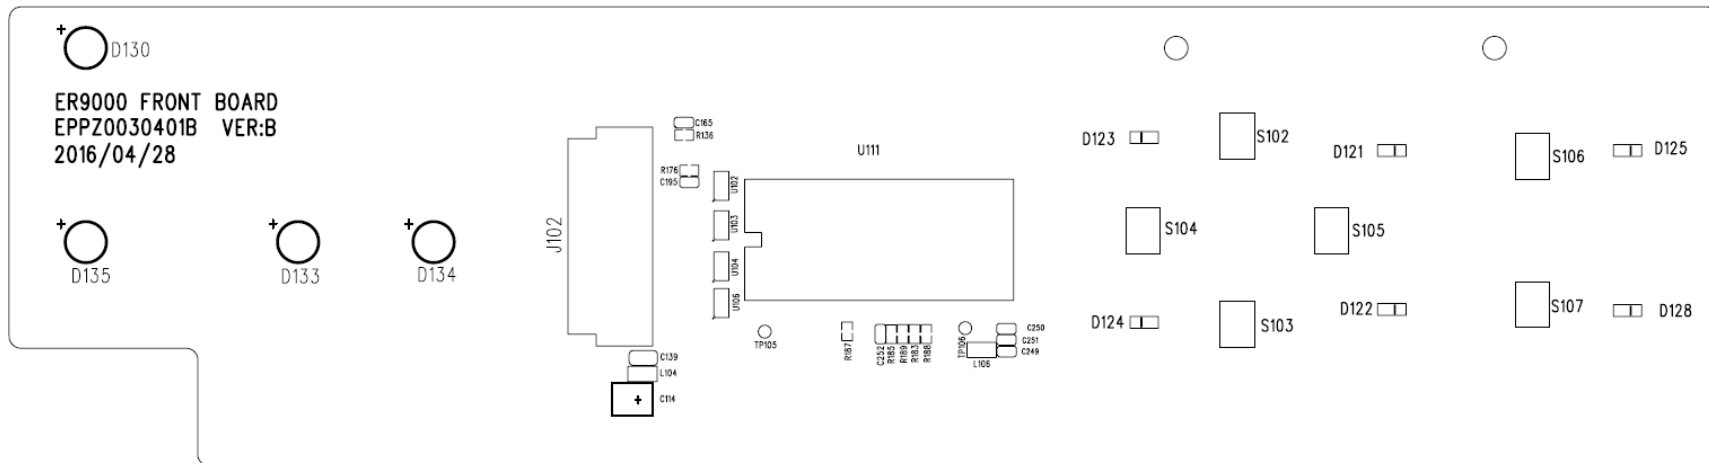 D130
ER9000 FRONT BOARD
EPPZ0030401B VER:B
2016/04/28
D135
D133
D134
J102
C165
R136
R176
C195
U102
U103
U104
U106
U111
TP105
R187
C252
R185
R189
R183
R188
TP106
L106
C250
C251
C249
C139
L104
C114
D123
S102
D121
S106
D125
S104
S105
D124
S103
D122
S107
D128